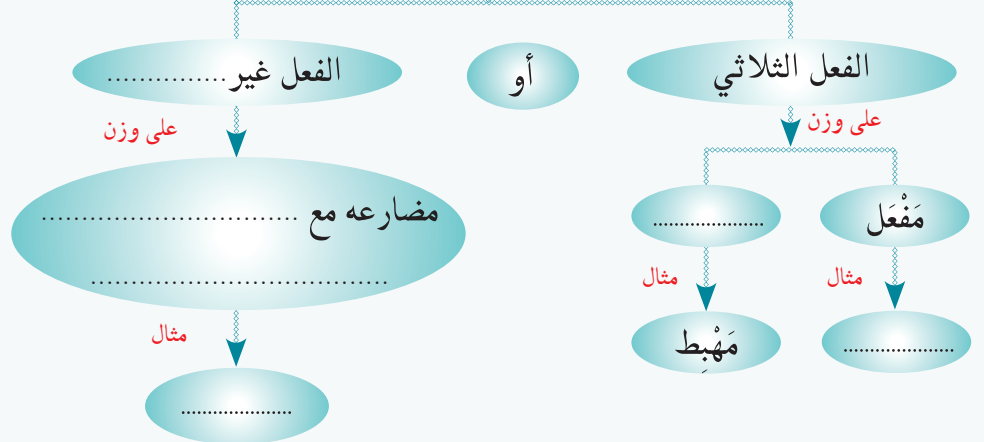 الفعل الثلاثي
أو
الفعل غير ...............
على وزن
على وزن
مَفْعَل
.....................
مضارعه مع ................................
.....................................
مثال
مثال
مثال
.....................
مَهْبِط
.....................